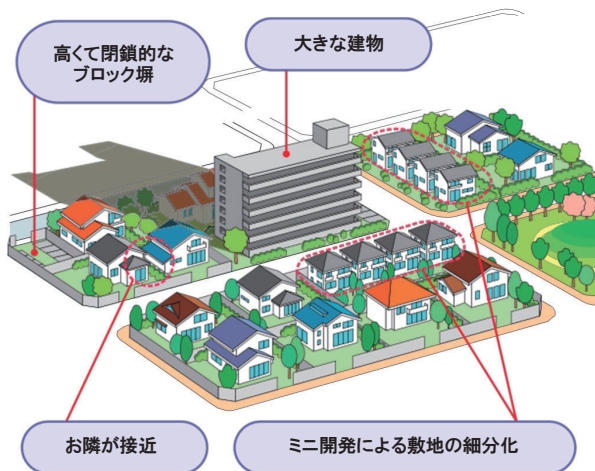 高くて閉鎖的な
ブロック塀
大きな建物
お隣が接近
ミニ開発による敷地の細分化